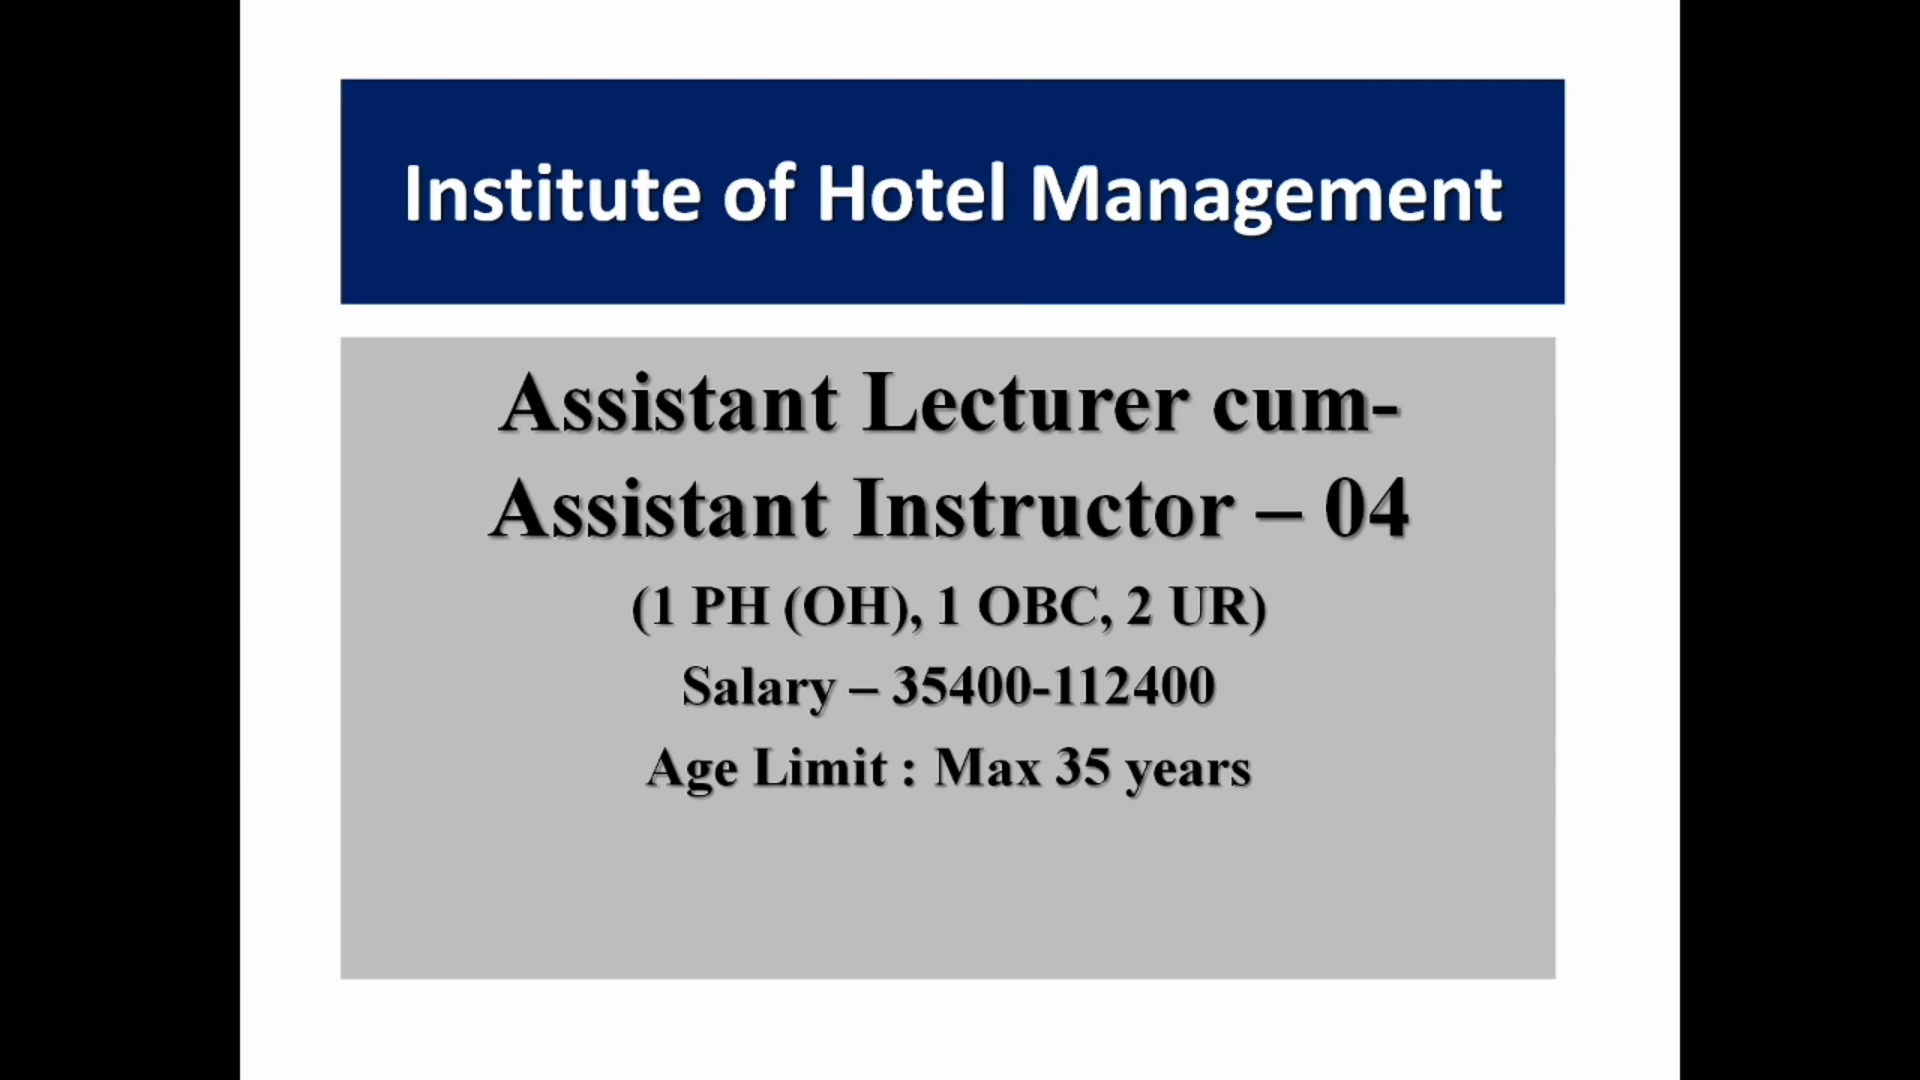 Institute of Hotel Management
Assistant Lecturer cum-
Assistant Instructor – 04
(1 PH (OH), 1 OBC, 2 UR)
Salary – 35400-112400
Age Limit : Max 35 years